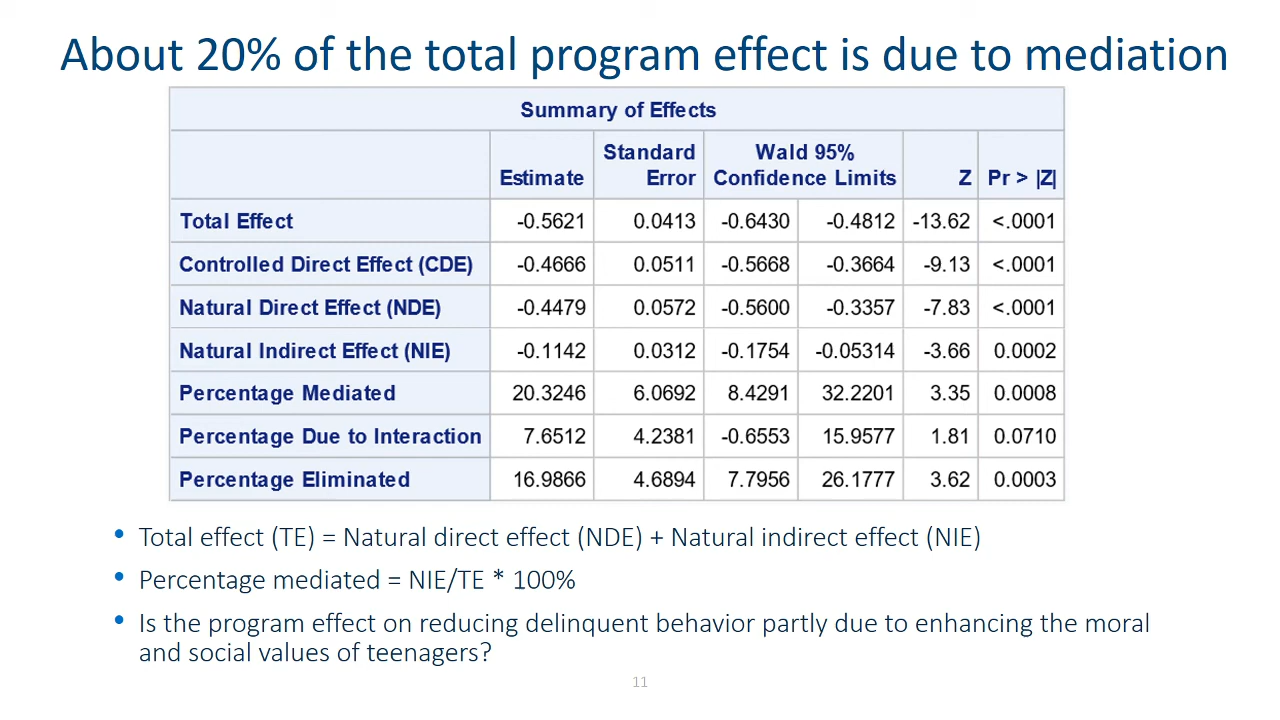 About 20% of the total program effect is due to mediation
Summary of Effects
Estimate Standard Error Wald 95% Confidence Limits Z Pr > |Z|
Total Effect -0.5621 0.0413 -0.6430 -0.4812 -13.62 <.0001
Controlled Direct Effect (CDE) -0.4666 0.0511 -0.5668 -0.3664 -9.13 <.0001
Natural Direct Effect (NDE) -0.4479 0.0572 -0.5600 -0.3357 -7.83 <.0001
Natural Indirect Effect (NIE) -0.1142 0.0312 -0.1754 -0.05314 -3.66 0.0002
Percentage Mediated 20.3246 6.0692 8.4291 32.2201 3.35 0.0008
Percentage Due to Interaction 7.6512 4.2381 -0.6553 15.9577 1.81 0.0710
Percentage Eliminated 16.9866 4.6894 7.7956 26.1777 3.62 0.0003
• Total effect (TE) = Natural direct effect (NDE) + Natural indirect effect (NIE)
• Percentage mediated = NIE/TE * 100%
• Is the program effect on reducing delinquent behavior partly due to enhancing the moral
and social values of teenagers?
11